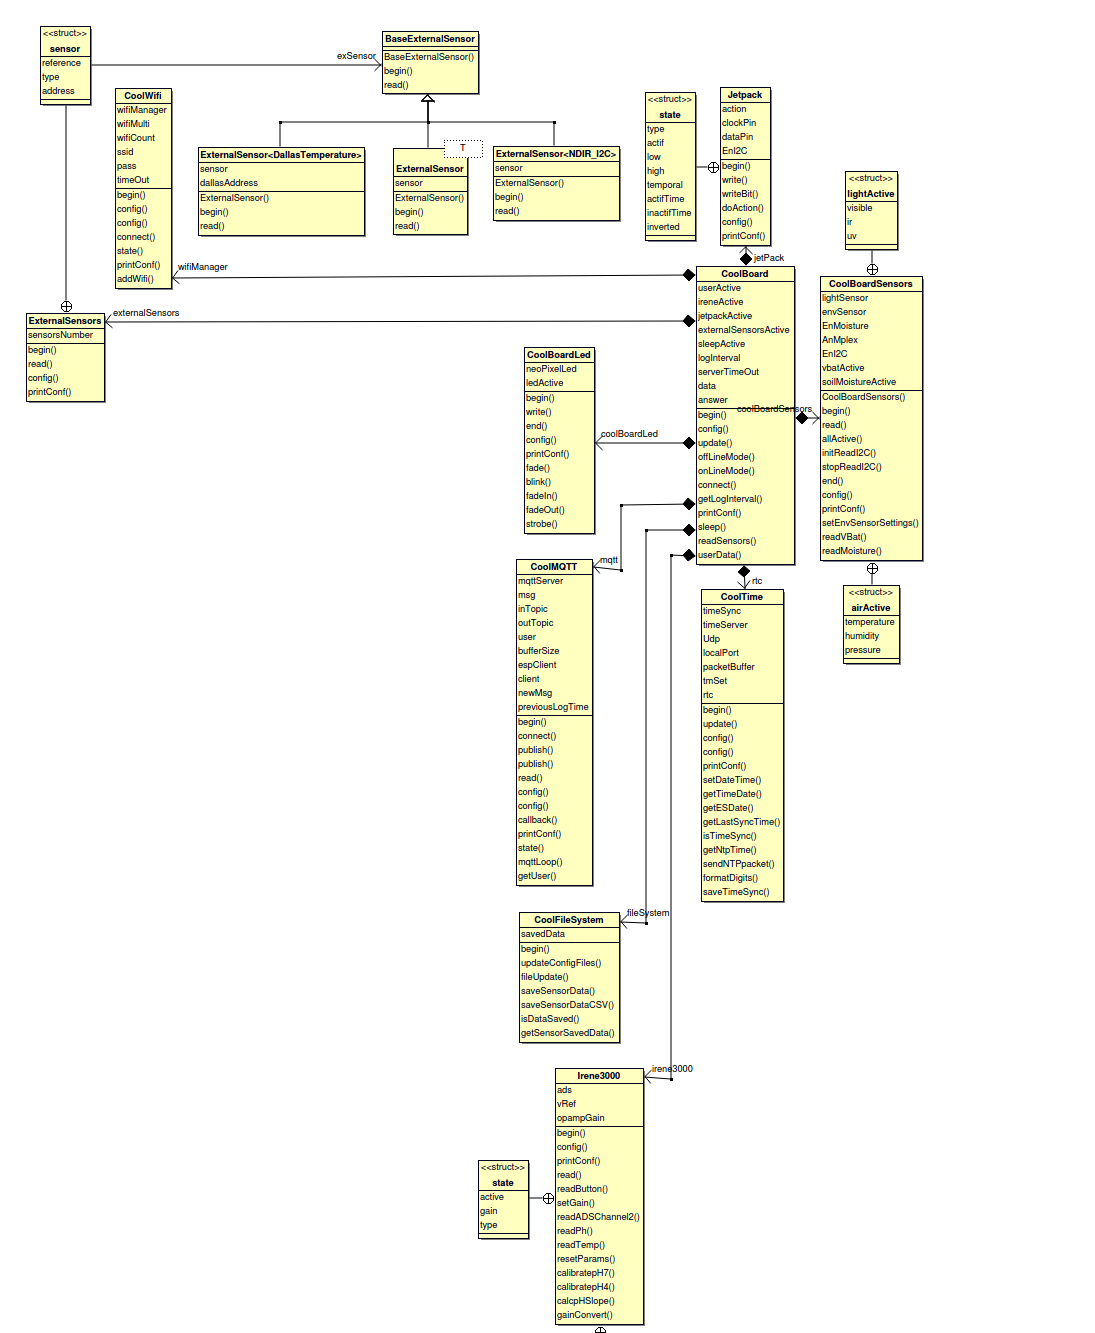 <<struct>>
sensor
reference
type
address
exSensor
BaseExternalSensor
BaseExternalSensor()
begin()
read()
CoolWifi
wifiManager
wifiMulti
wifiCount
ssid
pass
timeOut
begin()
config()
config()
connect()
state()
printConf()
addWifi()
ExternalSensor<DallasTemperature>
sensor
dallasAddress
ExternalSensor()
begin()
read()
T
ExternalSensor
sensor
ExternalSensor()
begin()
read()
ExternalSensor<NDIR_I2C>
sensor
ExternalSensor()
begin()
read()
<<struct>>
state
type
actif
low
high
temporal
actifTime
inactifTime
inverted
Jetpack
action
clockPin
dataPin
EnI2C
begin()
write()
writeBit()
doAction()
config()
printConf()
<<struct>>
lightActive
visible
ir
uv
wifiManager
jetPack
externalSensors
ExternalSensors
sensorsNumber
begin()
read()
config()
printConf()
CoolBoard
userActive
ireneActive
jetpackActive
externalSensorsActive
sleepActive
logInterval
serverTimeOut
data
answer
begin()
config()
update()
offLineMode()
onLineMode()
connect()
getLogInterval()
printConf()
sleep()
readSensors()
userData()
coolBoardSensors
CoolBoardSensors
lightSensor
envSensor
EnMoisture
AnMplex
EnI2C
vbatActive
soilMoistureActive
CoolBoardSensors()
begin()
read()
allActive()
initReadI2C()
stopReadI2C()
end()
config()
printConf()
setEnvSensorSettings()
readVBat()
readMoisture()
CoolBoardLed
neoPixelLed
ledActive
begin()
write()
end()
config()
printConf()
fade()
blink()
fadeIn()
fadeOut()
strobe()
coolBoardLed
mqtt
CoolMQTT
mqttServer
msg
inTopic
outTopic
user
bufferSize
espClient
client
newMsg
previousLogTime
begin()
connect()
publish()
publish()
read()
config()
config()
callback()
printConf()
state()
mqttLoop()
getUser()
rtc
CoolTime
timeSync
timeServer
Udp
localPort
packetBuffer
tmSet
rtc
begin()
update()
config()
config()
printConf()
setDateTime()
getTimeDate()
getESDate()
getLastSyncTime()
isTimeSync()
getNtpTime()
sendNTPpacket()
formatDigits()
saveTimeSync()
<<struct>>
airActive
temperature
humidity
pressure
fileSystem
CoolFileSystem
savedData
begin()
updateConfigFiles()
fileUpdate()
saveSensorData()
saveSensorDataCSV()
isDataSaved()
getSensorSavedData()
irene3000
Irene3000
ads
vRef
opampGain
begin()
config()
printConf()
read()
readButton()
setGain()
readADSChannel2()
readPh()
readTemp()
resetParams()
calibratepH7()
calibratepH4()
calcpHSlope()
gainConvert()
<<struct>>
state
active
gain
type